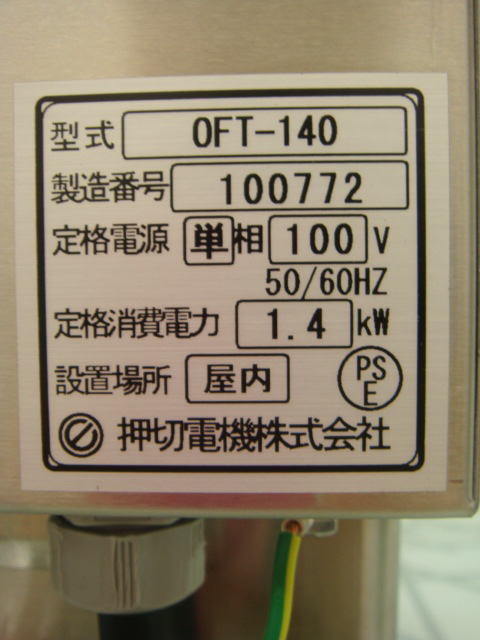 型式 OFT-140
製造番号 100772
定格電源 単相 100 V
50/60HZ
定格消費電力 1.4 kW
設置場所 屋内
PS
E
押切電機株式会社